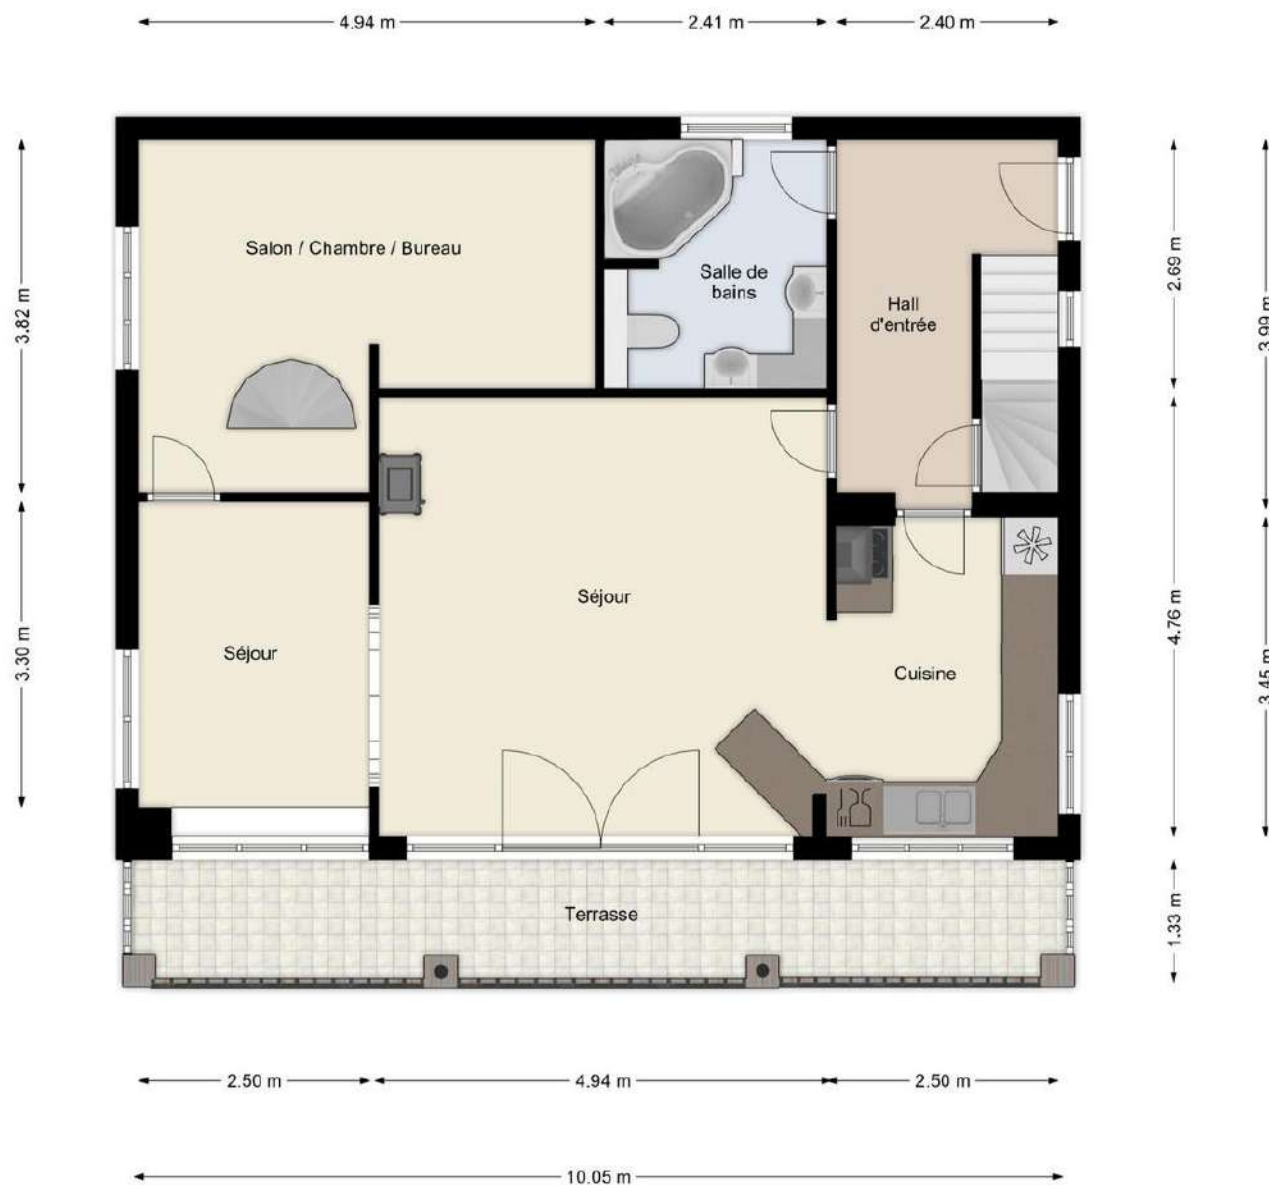 4.94 m
2.41 m
2.40 m
Salon / Chambre / Bureau
Salle de
bains
Hall
d'entrée
3.82 m
2.69 m
3.99 m
Séjour
Séjour
Cuisine
3.30 m
4.76 m
3.45 m
Terrasse
1.33 m
2.50 m
4.94 m
2.50 m
10.05 m